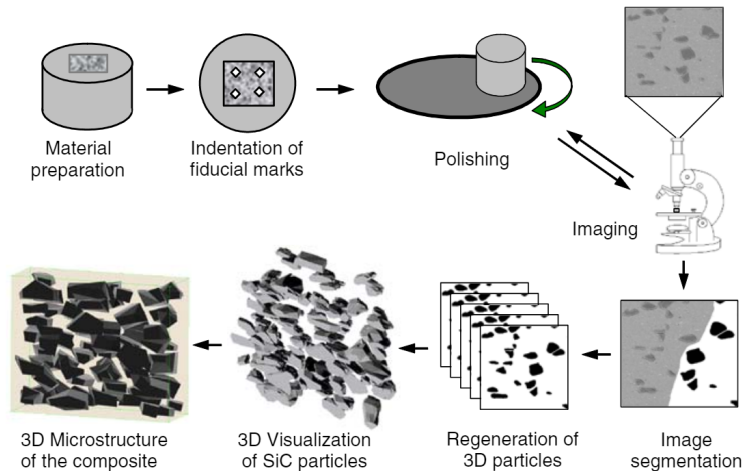 Material
preparation
Indentation of
fiducial marks
Polishing
Imaging
3D Microstructure
of the composite
3D Visualization
of SiC particles
Regeneration of
3D particles
Image
segmentation